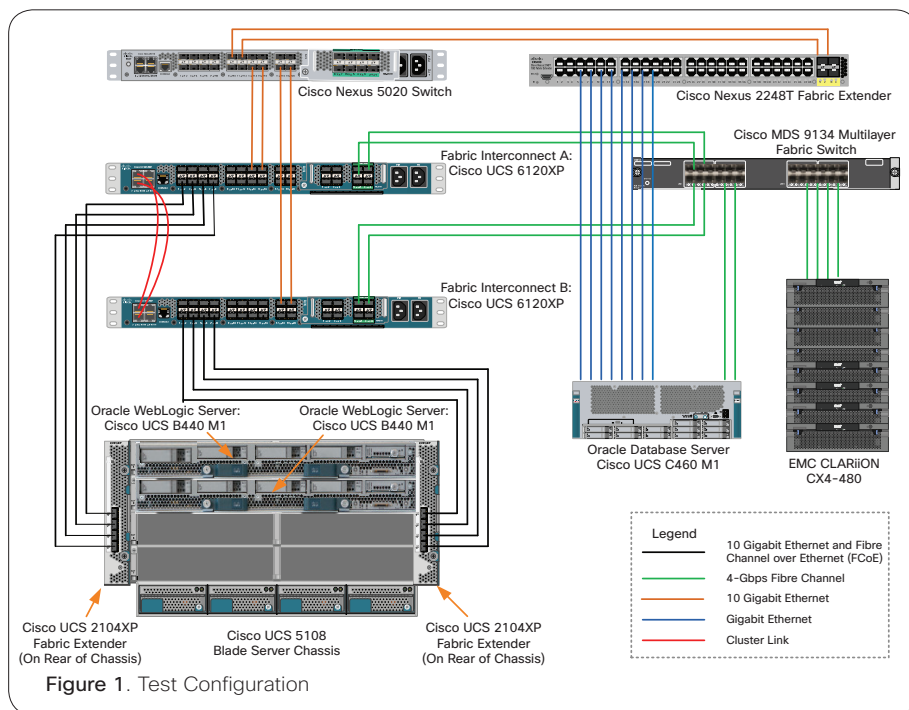 Cisco Nexus 5020 Switch
Cisco Nexus 2248T Fabric Extender
Fabric Interconnect A:
Cisco UCS 6120XP
Cisco MDS 9134 Multilayer
Fabric Switch
Fabric Interconnect B:
Cisco UCS 6120XP
Oracle WebLogic Server:
Cisco UCS B440 M1
Oracle WebLogic Server:
Cisco UCS B440 M1
Oracle Database Server
Cisco UCS C460 M1
EMC CLARiiON
CX4-480
Legend
10 Gigabit Ethernet and Fibre
Channel over Ethernet (FCoE)
4-Gbps Fibre Channel
10 Gigabit Ethernet
Gigabit Ethernet
Cluster Link
Cisco UCS 2104XP
Fabric Extender
(On Rear of Chassis)
Cisco UCS 5108
Blade Server Chassis
Cisco UCS 2104XP
Fabric Extender
(On Rear of Chassis)
Figure 1. Test Configuration